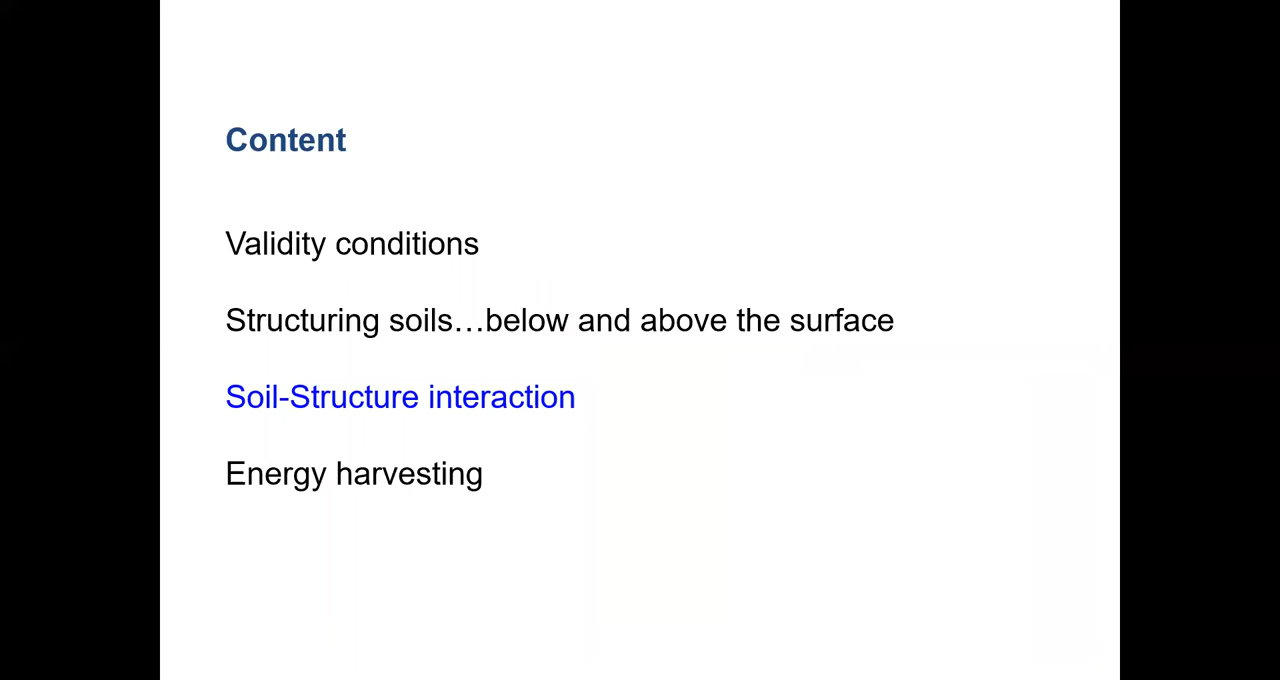 Content
Validity conditions
Structuring soils…below and above the surface
Soil-Structure interaction
Energy harvesting